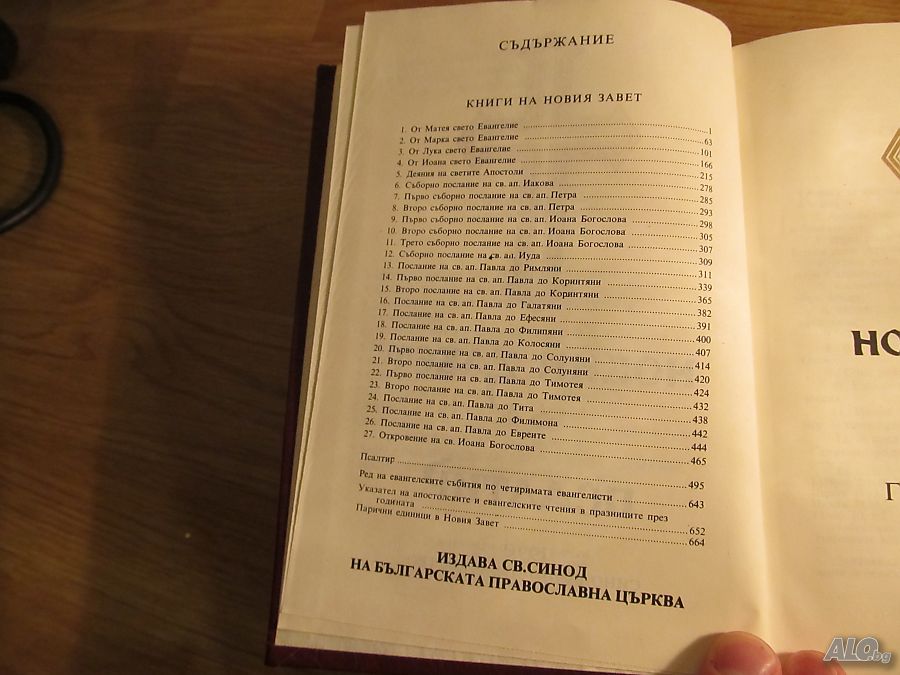 СЪДЪРЖАНИЕ
КНИГИ НА НОВИЯ ЗАВЕТ
1. От Матея свето Евангелие 1
2. От Марка свето Евангелие 63
3. От Лука свето Евангелие 101
4. От Иоана свето Евангелие 166
5. Деяния на светите Апостоли 215
6. Съборно послание на св. ап. Иакова 278
7. Първо съборно послание на св. ап. Петра 285
8. Второ съборно послание на св. ап. Петра 293
9. Първо съборно послание на св. ап. Иоана Богослова 298
10. Второ съборно послание на св. ап. Иоана Богослова 305
11. Трето съборно послание на св. ап. Иоана Богослова 307
12. Съборно послание на св. ап. Иуда 309
13. Послание на св. ап. Павла до Римляни 311
14. Първо послание на св. ап. Павла до Коринтяни 339
15. Второ послание на св. ап. Павла до Коринтяни 365
16. Послание на св. ап. Павла до Галатяни 382
17. Послание на св. ап. Павла до Ефесяни 391
18. Послание на св. ап. Павла до Филипяни 400
19. Послание на св. ап. Павла до Колосяни 407
20. Първо послание на св. ап. Павла до Солуняни 414
21. Второ послание на св. ап. Павла до Солуняни 420
22. Първо послание на св. ап. Павла до Тимотея 424
23. Второ послание на св. ап. Павла до Тимотея 432
24. Послание на св. ап. Павла до Тита 438
25. Послание на св. ап. Павла до Филимона 442
26. Послание на св. ап. Павла до Евреите 444
27. Откровение на св. Иоана Богослова 465
Псалтир 495
Ред на евангелските събития по четиримата евангелисти 643
Указател на апостолските и евангелските чтения в празниците през
годината 652
Парични единици в Новия Завет 664
ИЗДАВА СВ.СИНОД
НА БЪЛГАРСКАТА ПРАВОСЛАВНА ЦЪРКВА
НО
ALO.bg